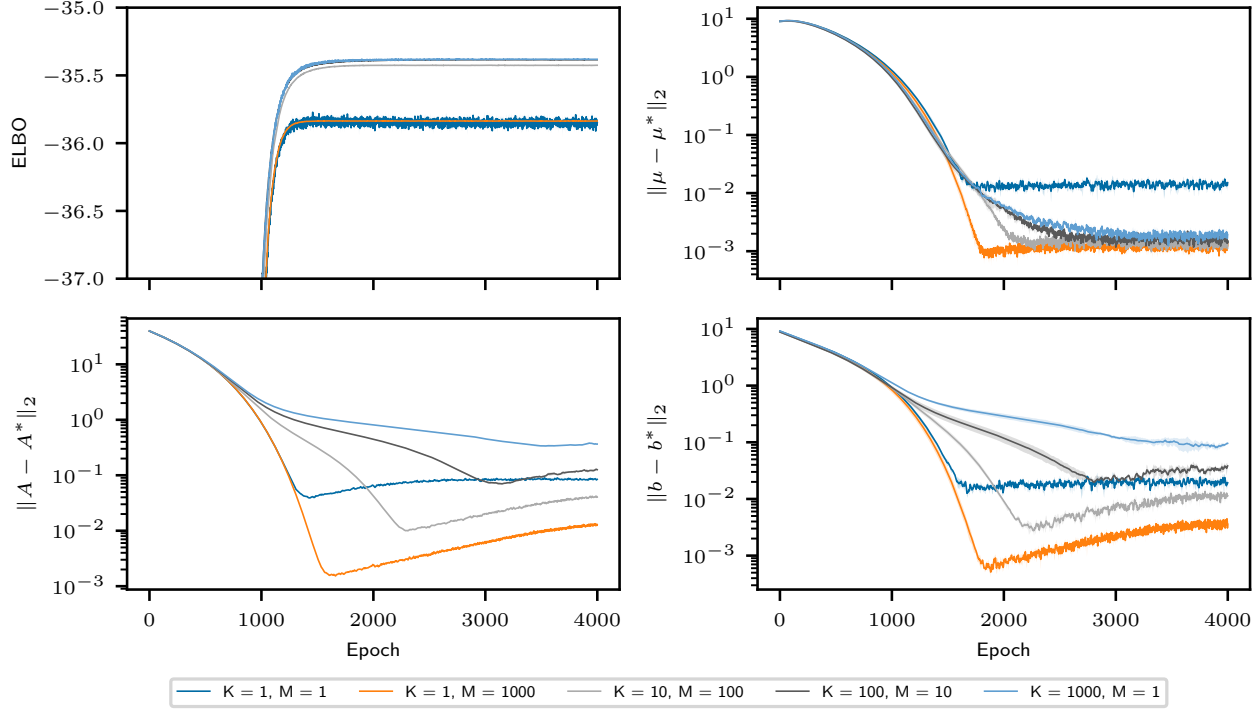 ELBO
−35.0
−35.5
−36.0
−36.5
−37.0
||μ − μ*||₂
10¹
10⁰
10⁻¹
10⁻²
10⁻³
||A − A*||₂
10¹
10⁰
10⁻¹
10⁻²
10⁻³
0 1000 2000 3000 4000
Epoch
||b − b*||₂
10¹
10⁰
10⁻¹
10⁻²
10⁻³
0 1000 2000 3000 4000
Epoch
K = 1, M = 1 K = 1, M = 1000 K = 10, M = 100 K = 100, M = 10 K = 1000, M = 1